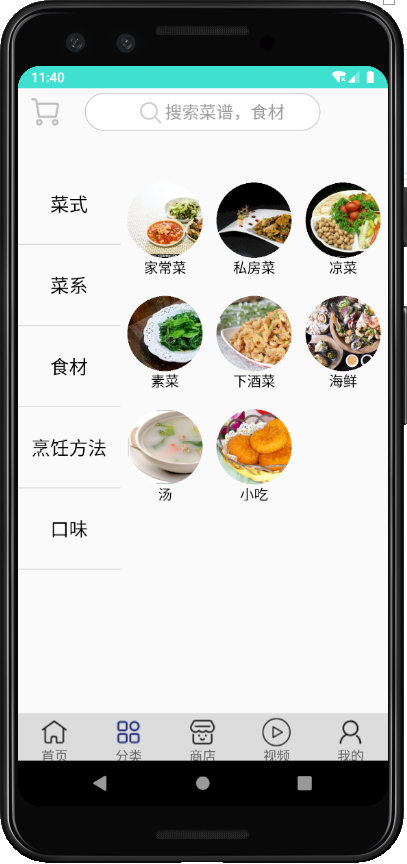 11:40
搜索菜谱，食材
菜式
家常菜 私房菜 凉菜
菜系
素菜 下酒菜 海鲜
食材
烹饪方法
汤 小吃
口味
首页 分类 商店 视频 我的